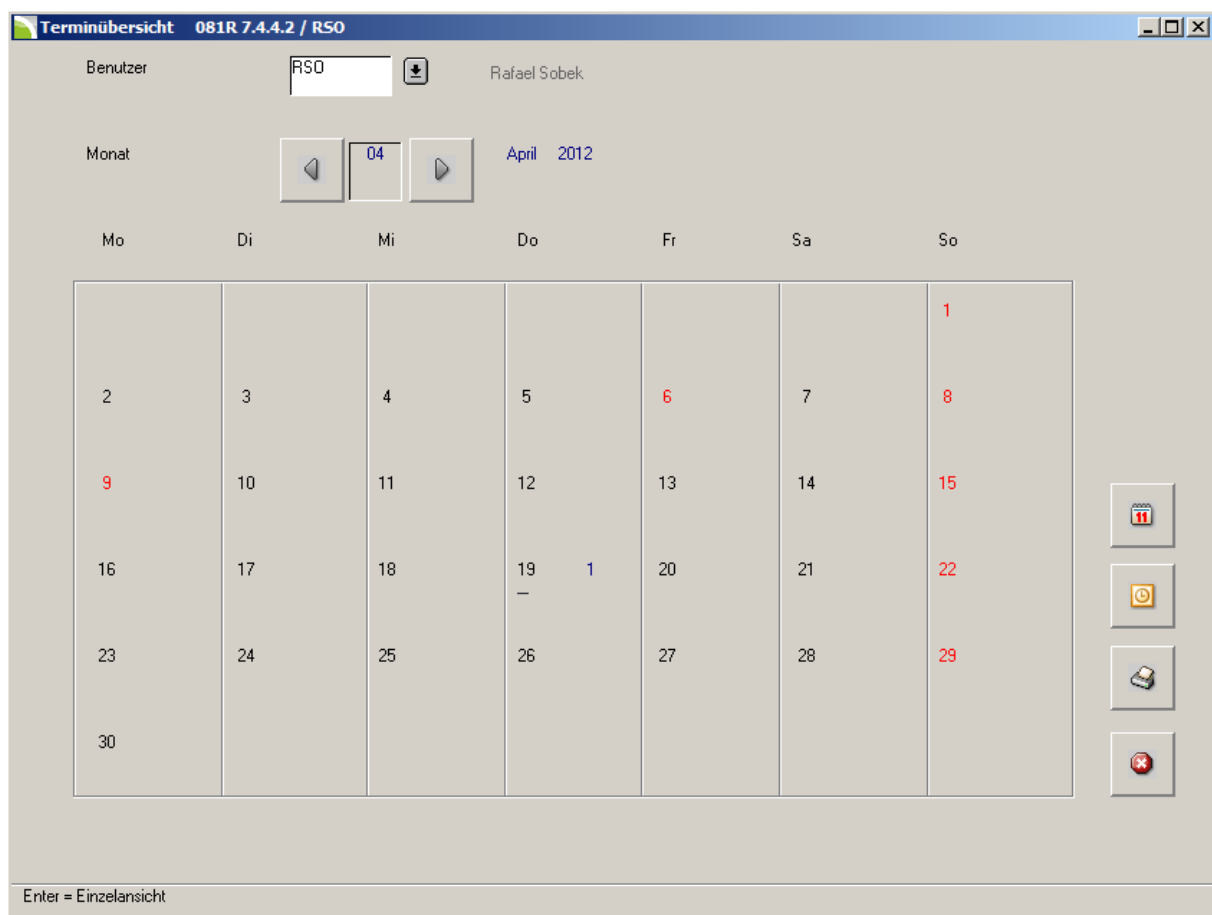 Terminübersicht 081R 7.4.4.2 / RSO
Benutzer RSO Rafael Sobek
Monat 04 April 2012
Mo Di Mi Do Fr Sa So
1
2 3 4 5 6 7 8
9 10 11 12 13 14 15
11
16 17 18 19 1 20 21 22
23 24 25 26 27 28 29
30
Enter = Einzelansicht